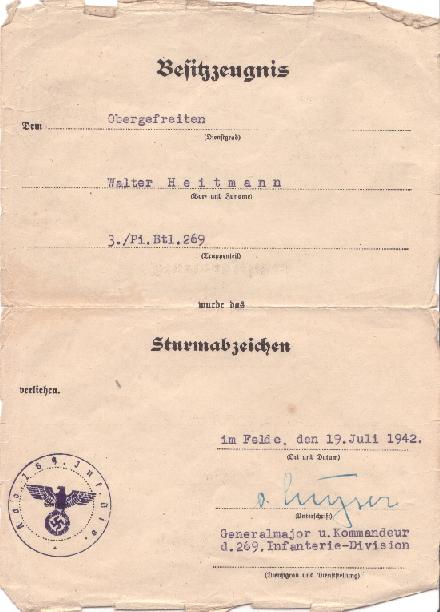 Besitzzeugnis
Dem Obergefreiten
(Dienstgrad)
Walter Heitmann
(Vor- und Zuname)
3./Pi.Btl.269
(Truppenteil)
wurde das
Sturmabzeichen
verliehen.
im Felde, den 19.Juli 1942.
(Ort und Datum)
(Unterschrift)
Generalmajor u.Kommandeur
d.269.Infanterie-Division
(Dienstgrad und Dienststellung)